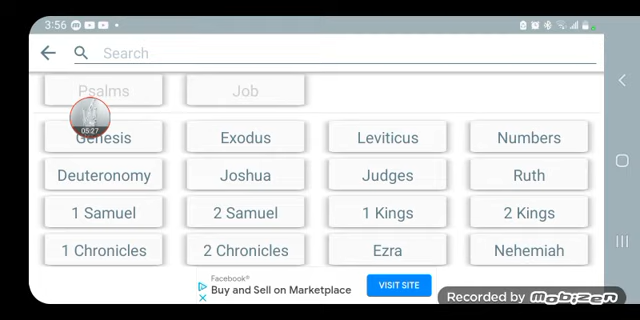 3:56
Search
Psalms Job
05:27
Genesis Exodus Leviticus Numbers
Deuteronomy Joshua Judges Ruth
1 Samuel 2 Samuel 1 Kings 2 Kings
1 Chronicles 2 Chronicles Ezra Nehemiah
Facebook®
Buy and Sell on Marketplace
VISIT SITE
Recorded by Mobizen